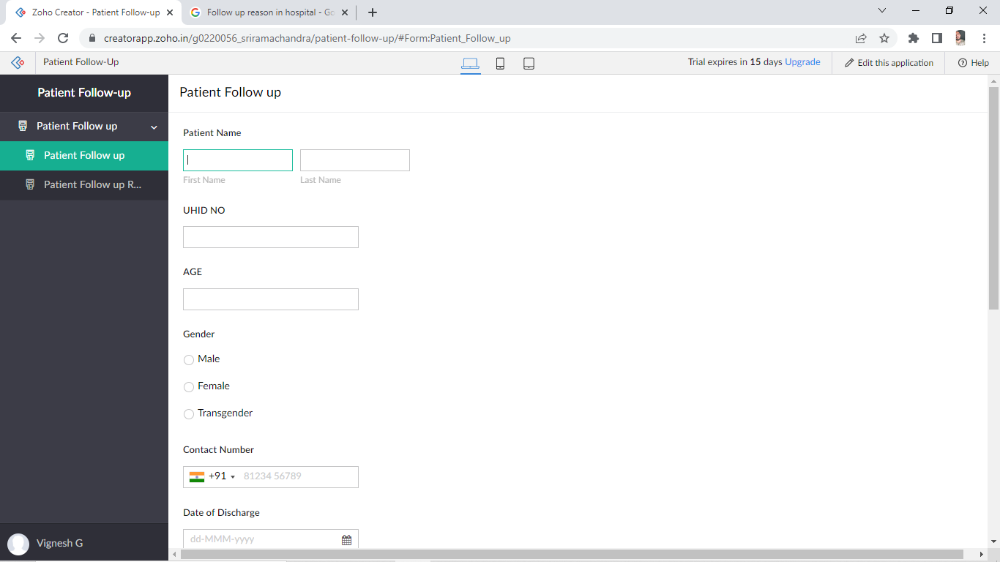 Zoho Creator - Patient Follow-up
Follow up reason in hospital - Go
creatorapp.zoho.in/g0220056_sriramachandra/patient-follow-up/#Form:Patient_Follow_up
Patient Follow-Up
Trial expires in 15 days Upgrade
Edit this application
Help
Patient Follow-up
Patient Follow up
Patient Follow up
Patient Follow up R...
Vignesh G
Patient Follow up
Patient Name
First Name
Last Name
UHID NO
AGE
Gender
Male
Female
Transgender
Contact Number
+91 81234 56789
Date of Discharge
dd-MMM-yyyy